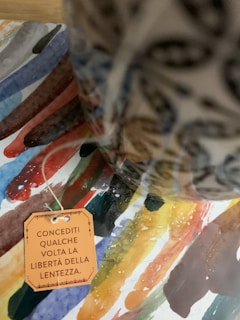 CONCEDITI
QUALCHE
VOLTA LA
LIBERTÀ DELLA
LENTEZZA.